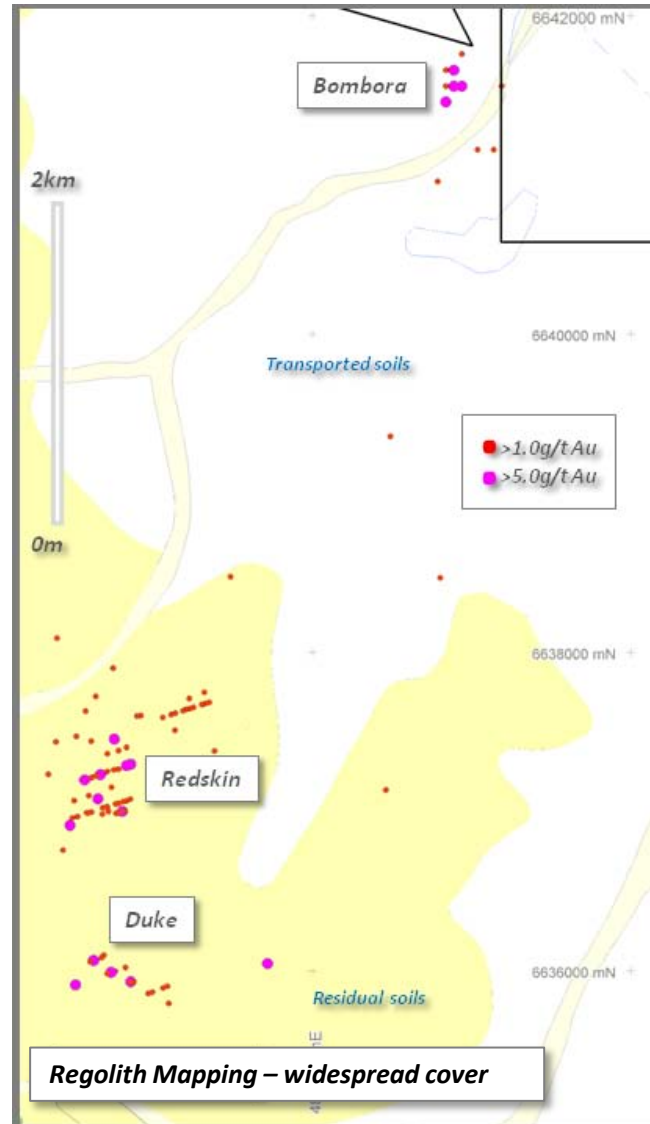 6642000 mN
Bombora
2km
6640000 mN
Transported soils
>1.0g/t Au
>5.0g/t Au
0m
6638000 mN
Redskin
Duke
6636000 mN
Residual soils
Regolith Mapping – widespread cover